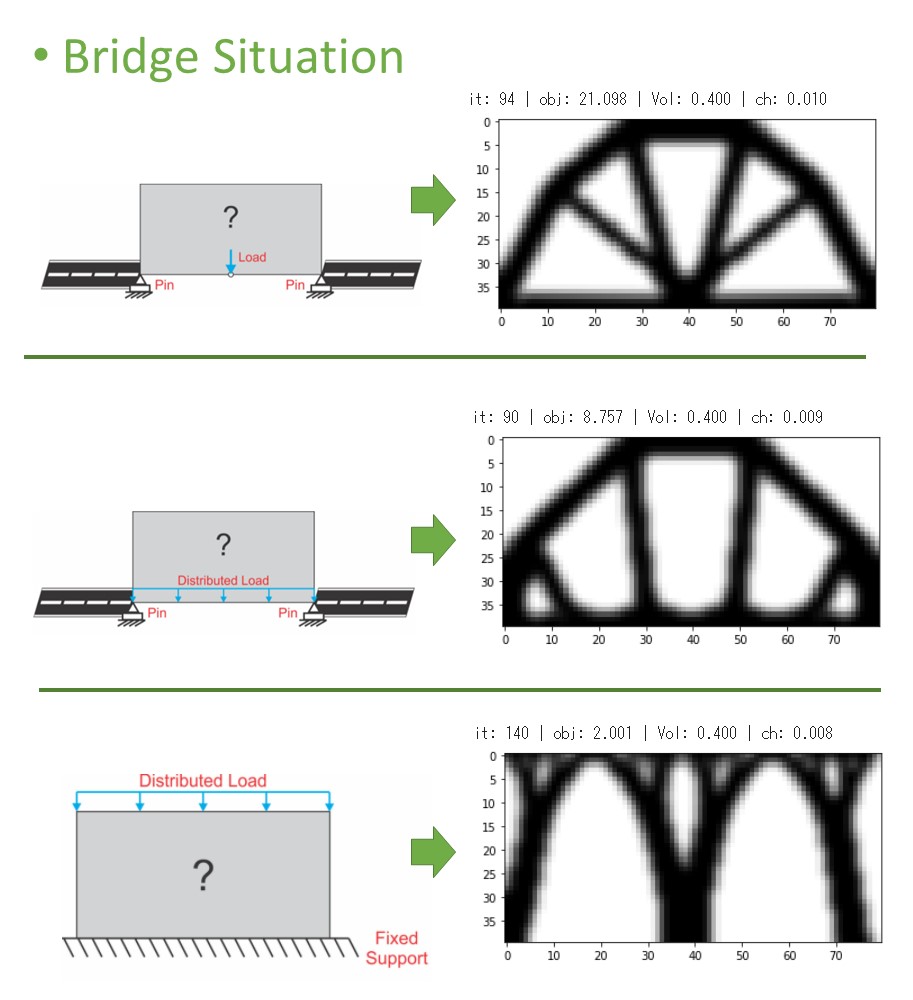 • Bridge Situation
it: 94 | obj: 21.098 | Vol: 0.400 | ch: 0.010
0
5
10
15
20
25
30
35
0 10 20 30 40 50 60 70
?
Load
Pin Pin
it: 90 | obj: 8.757 | Vol: 0.400 | ch: 0.009
0
5
10
15
20
25
30
35
0 10 20 30 40 50 60 70
?
Distributed Load
Pin Pin
it: 140 | obj: 2.001 | Vol: 0.400 | ch: 0.008
0
5
10
15
20
25
30
35
0 10 20 30 40 50 60 70
Distributed Load
?
Fixed
Support